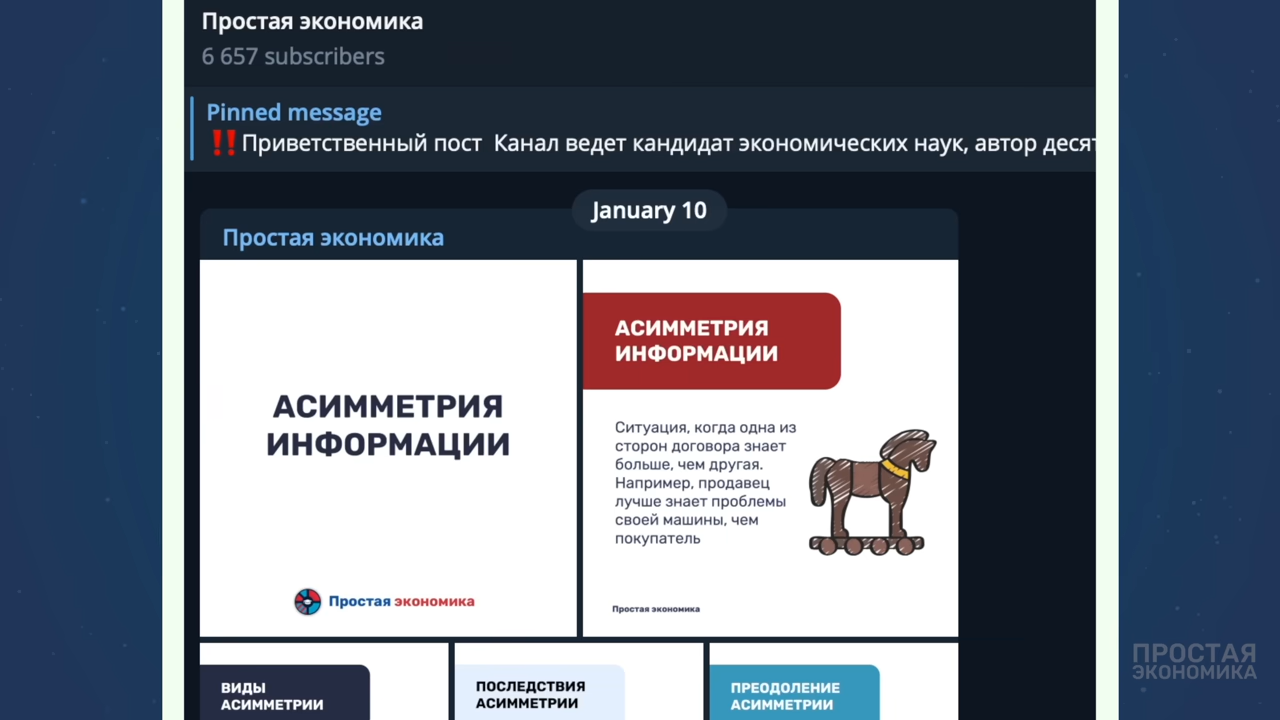 Простая экономика
6 657 subscribers
Pinned message
‼️Приветственный пост Канал ведет кандидат экономических наук, автор
January 10
Простая экономика
АСИММЕТРИЯ
ИНФОРМАЦИИ
Простая экономика
АСИММЕТРИЯ
ИНФОРМАЦИИ
Ситуация, когда одна из
сторон договора знает
больше, чем другая.
Например, продавец
лучше знает проблемы
своей машины, чем
покупатель
Простая экономика
ВИДЫ
АСИММЕТРИИ
ПОСЛЕДСТВИЯ
АСИММЕТРИИ
ПРЕОДОЛЕНИЕ
АСИММЕТРИИ
ПРОСТАЯ
ЭКОНОМИКА